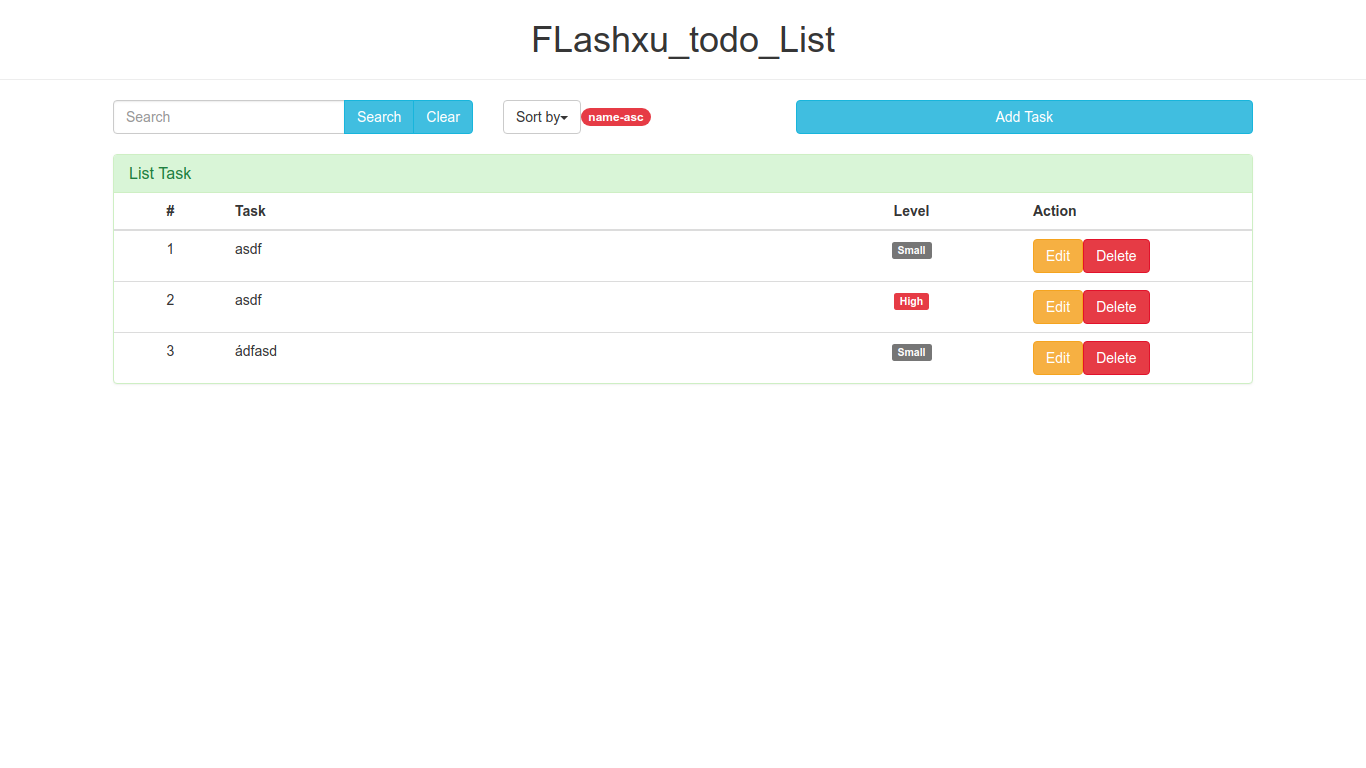 FLashxu_todo_List
Search Search Clear Sort by name-asc Add Task
List Task
# Task Level Action
1 asdf Small Edit Delete
2 asdf High Edit Delete
3 ádfasd Small Edit Delete